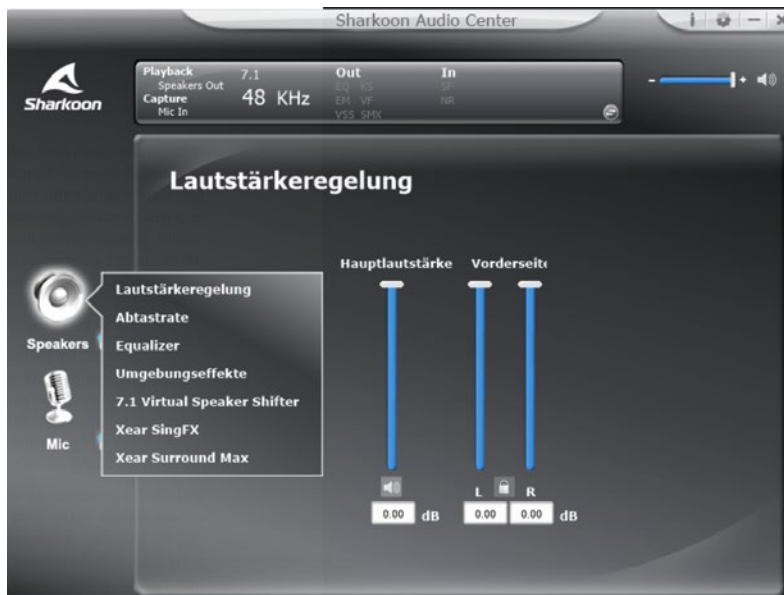 Sharkoon Audio Center
Sharkoon
Playback 7.1
Speakers Out
Capture 48 KHz
Mic In
Out In
EQ KS SF
EM VF NR
VSS SMX
- +
Lautstärkeregelung
Hauptlautstärke Vorderseite
Speakers
Mic
Lautstärkeregelung
Abtastrate
Equalizer
Umgebungseffekte
7.1 Virtual Speaker Shifter
Xear SingFX
Xear Surround Max
L R
0.00 dB 0.00 0.00 dB